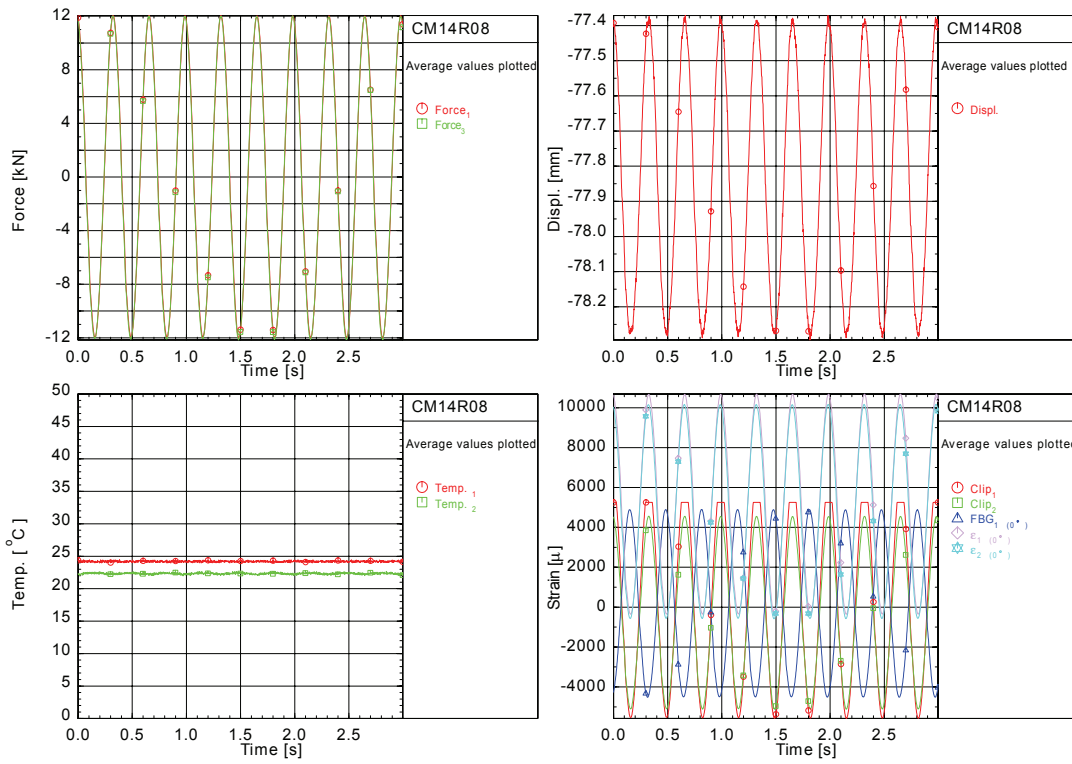 12
8
4
0
-4
-8
-12
Force [kN]
0.0 0.5 1.0 1.5 2.0 2.5
Time [s]
CM14R08
Average values plotted
Force1
Force3
-77.4
-77.5
-77.6
-77.7
-77.8
-77.9
-78.0
-78.1
-78.2
Displ. [mm]
0.0 0.5 1.0 1.5 2.0 2.5
Time [s]
CM14R08
Average values plotted
Displ.
50
45
40
35
30
25
20
15
10
5
0
Temp. [ °C]
0.0 0.5 1.0 1.5 2.0 2.5
Time [s]
CM14R08
Average values plotted
Temp. 1
Temp. 2
10000
8000
6000
4000
2000
0
-2000
-4000
Strain [μ]
0.0 0.5 1.0 1.5 2.0 2.5
Time [s]
CM14R08
Average values plotted
Clip1
Clip2
FBG1 (0°)
ε1 (0°)
ε2 (0°)